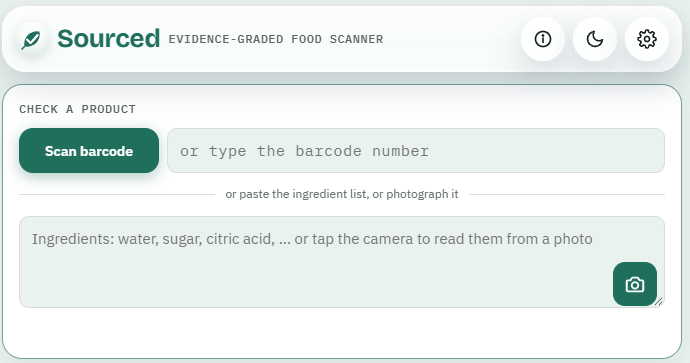 Sourced EVIDENCE-GRADED FOOD SCANNER
CHECK A PRODUCT
Scan barcode
or type the barcode number
or paste the ingredient list, or photograph it
Ingredients: water, sugar, citric acid, ... or tap the camera to read them from a photo